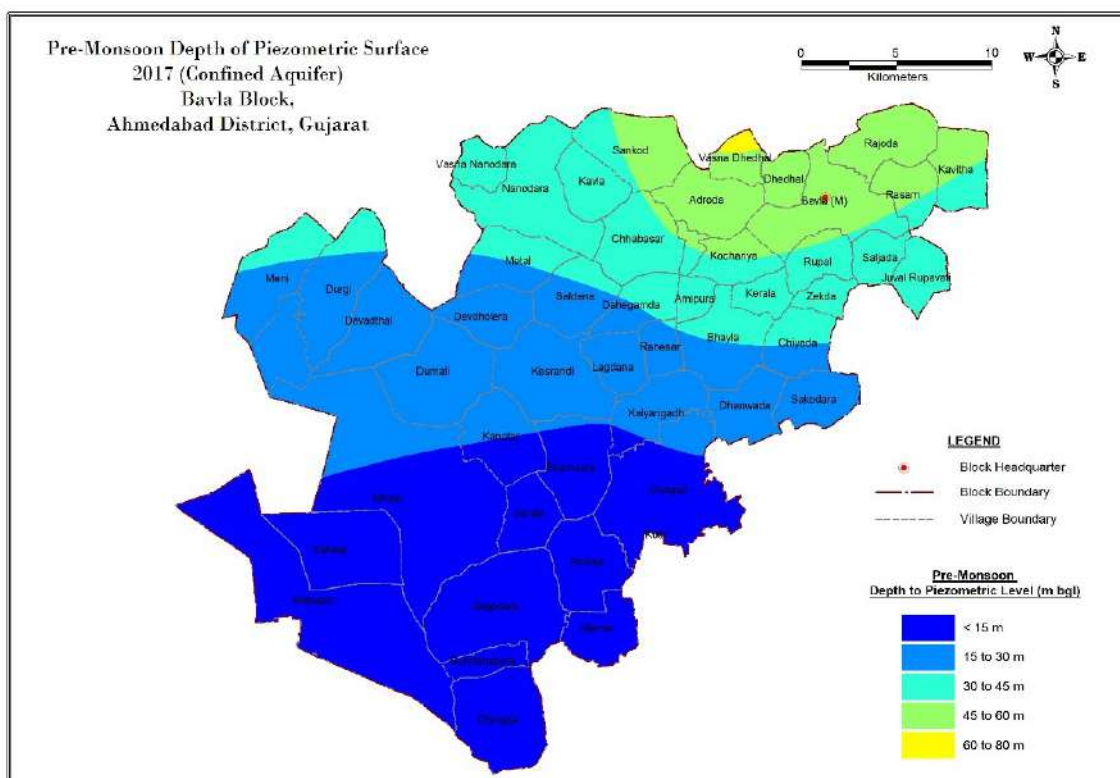 Pre-Monsoon Depth of Piezometric Surface
2017 (Confined Aquifer)
Bavla Block,
Ahmedabad District, Gujarat
0 5 10
Kilometers
N
W E
S
Sankod
Vasna Dhedhal
Rajoda
Vasna Nanodara
Kavla
Dhedhal
Kavitha
Nanodara
Adroda
Bavla (M)
Rasam
Chhabasar
Kochariya
Rupal
Saljada
Metal
Juval Rupavati
Meni
Durgi
Saldana
Dahegamda
Amipura
Kerala
Zekda
Devadthal
Devdholera
Ranesar
Bhayla
Chiyada
Dumali
Kesrandi
Lagdana
Kalyangadh
Dhanwada
Sakodara
Kanotar
LEGEND
Block Headquarter
Block Boundary
Village Boundary
Pre-Monsoon
Depth to Piezometric Level (m bgl)
< 15 m
15 to 30 m
30 to 45 m
45 to 60 m
60 to 80 m